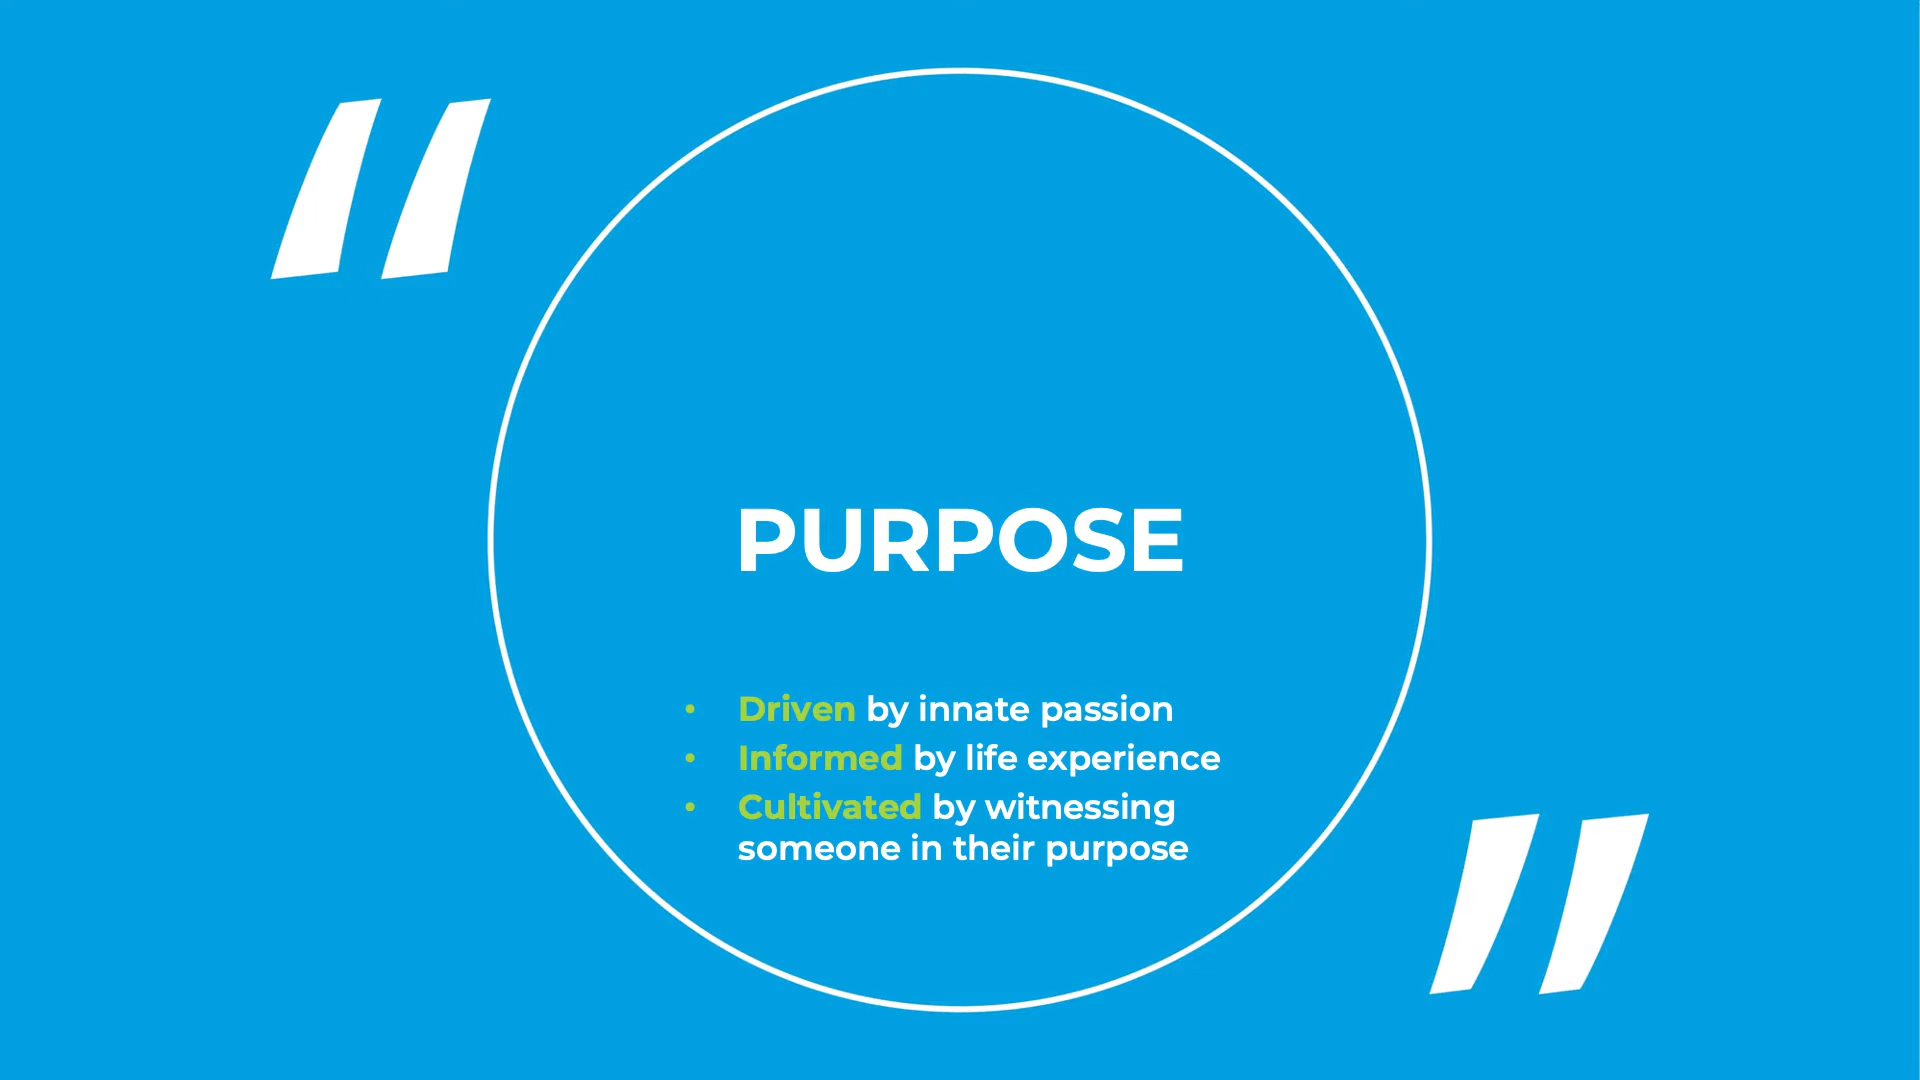 “
PURPOSE
• Driven by innate passion
• Informed by life experience
• Cultivated by witnessing
someone in their purpose
”